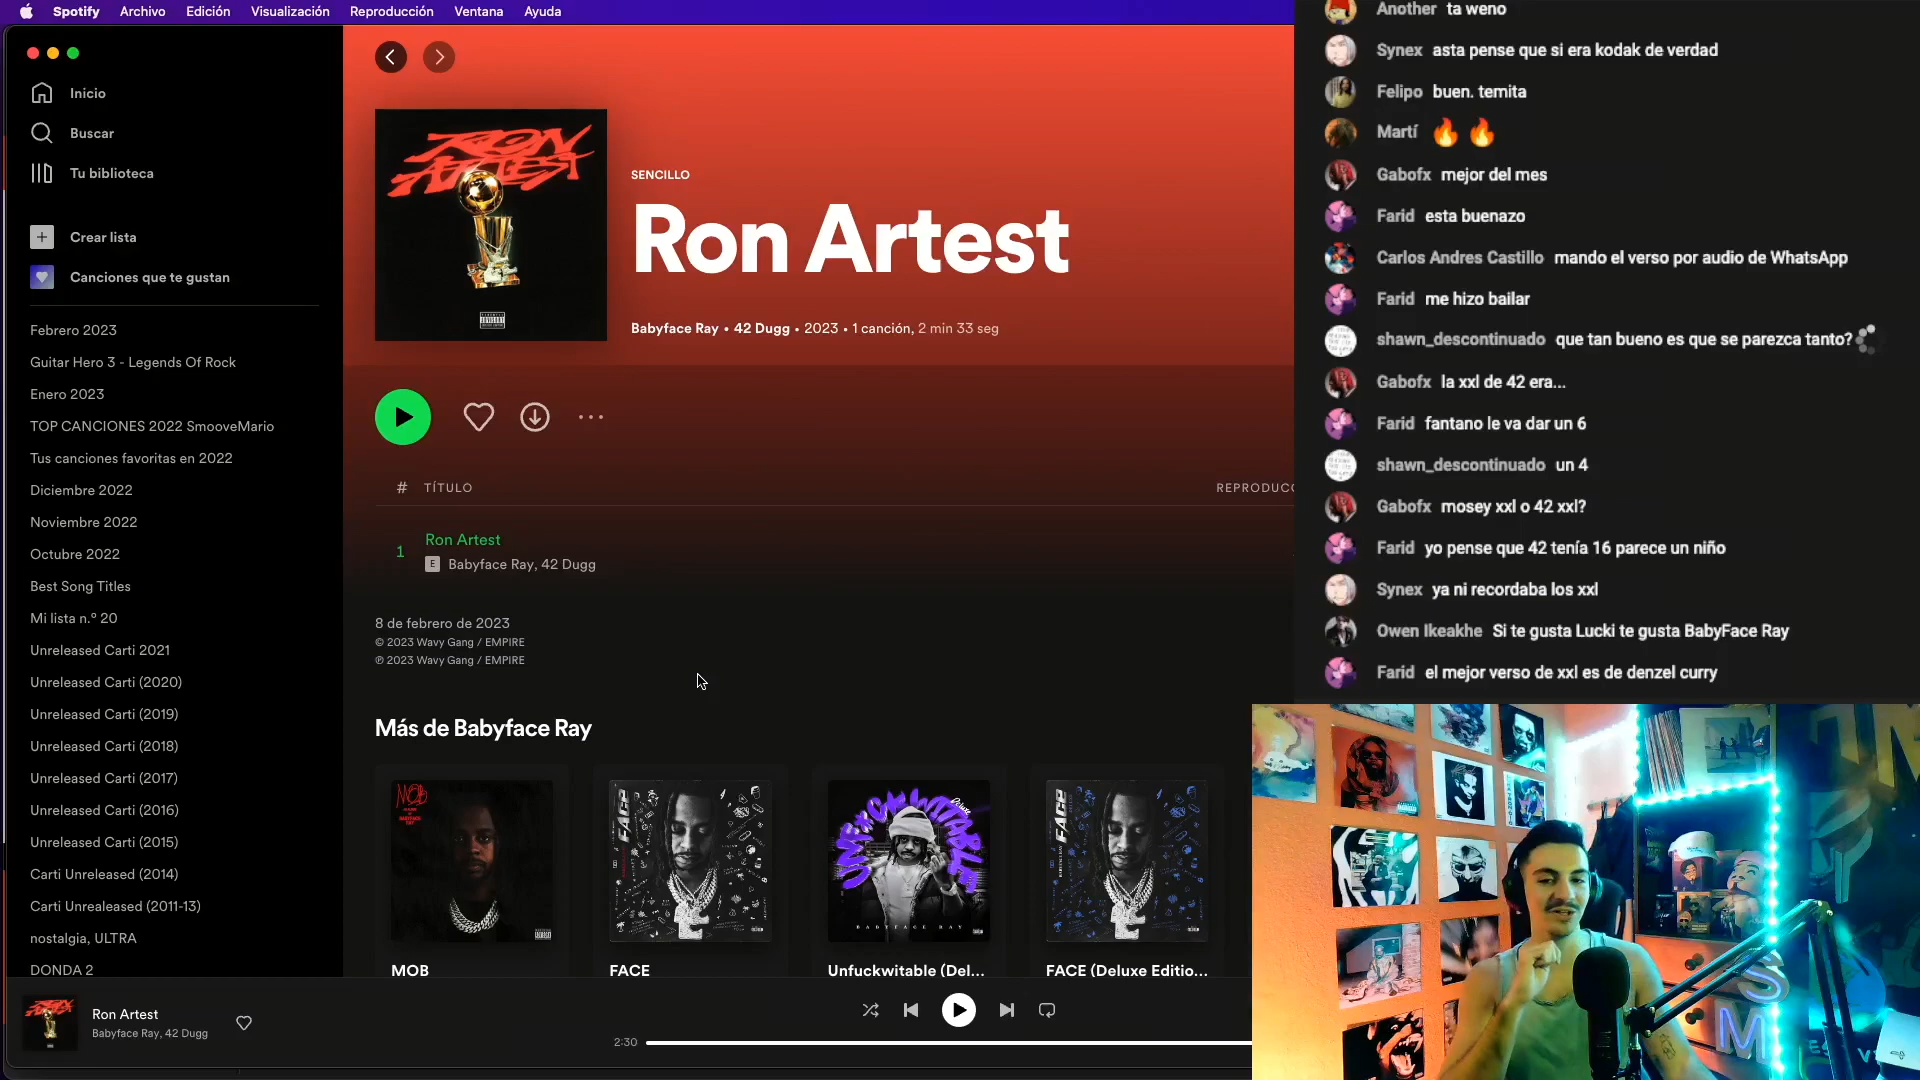 Spotify Archivo Edición Visualización Reproducción Ventana Ayuda
Inicio
Buscar
Tu biblioteca
Crear lista
Canciones que te gustan
Febrero 2023
Guitar Hero 3 - Legends Of Rock
Enero 2023
TOP CANCIONES 2022 SmooveMario
Tus canciones favoritas en 2022
Diciembre 2022
Noviembre 2022
Octubre 2022
Best Song Titles
Mi lista n.º 20
Unreleased Carti 2021
Unreleased Carti (2020)
Unreleased Carti (2019)
Unreleased Carti (2018)
Unreleased Carti (2017)
Unreleased Carti (2016)
Unreleased Carti (2015)
Carti Unreleased (2014)
Carti Unrealeased (2011-13)
nostalgia, ULTRA
DONDA 2
RON
ARTEST
SENCILLO
Ron Artest
Babyface Ray • 42 Dugg • 2023 • 1 canción, 2 min 33 seg
# TÍTULO REPRODUCC
1 Ron Artest
E Babyface Ray, 42 Dugg
8 de febrero de 2023
© 2023 Wavy Gang / EMPIRE
℗ 2023 Wavy Gang / EMPIRE
Más de Babyface Ray
MOB
FACE
UNFUCKWITABLE
Deluxe
BABYFACE RAY
FACE
MOB
FACE
Unfuckwitable (Del...
FACE (Deluxe Editio...
Ron Artest
Babyface Ray, 42 Dugg
2:30
Another ta weno
Synex asta pense que si era kodak de verdad
Felipo buen. temita
Martí 🔥 🔥
Gabofx mejor del mes
Farid esta buenazo
Carlos Andres Castillo mando el verso por audio de WhatsApp
Farid me hizo bailar
shawn_descontinuado que tan bueno es que se parezca tanto?
Gabofx la xxl de 42 era...
Farid fantano le va dar un 6
shawn_descontinuado un 4
Gabofx mosey xxl o 42 xxl?
Farid yo pense que 42 tenía 16 parece un niño
Synex ya ni recordaba los xxl
Owen Ikeakhe Si te gusta Lucki te gusta BabyFace Ray
Farid el mejor verso de xxl es de denzel curry
S
M